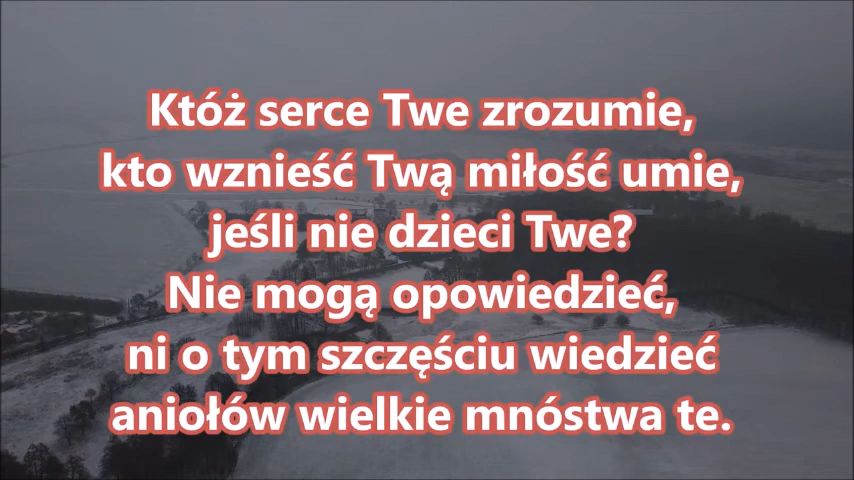 Któż serce Twe zrozumie,
kto wznieść Twą miłość umie,
jeśli nie dzieci Twe?
Nie mogą opowiedzieć,
ni o tym szczęściu wiedzieć
aniołów wielkie mnóstwa te.